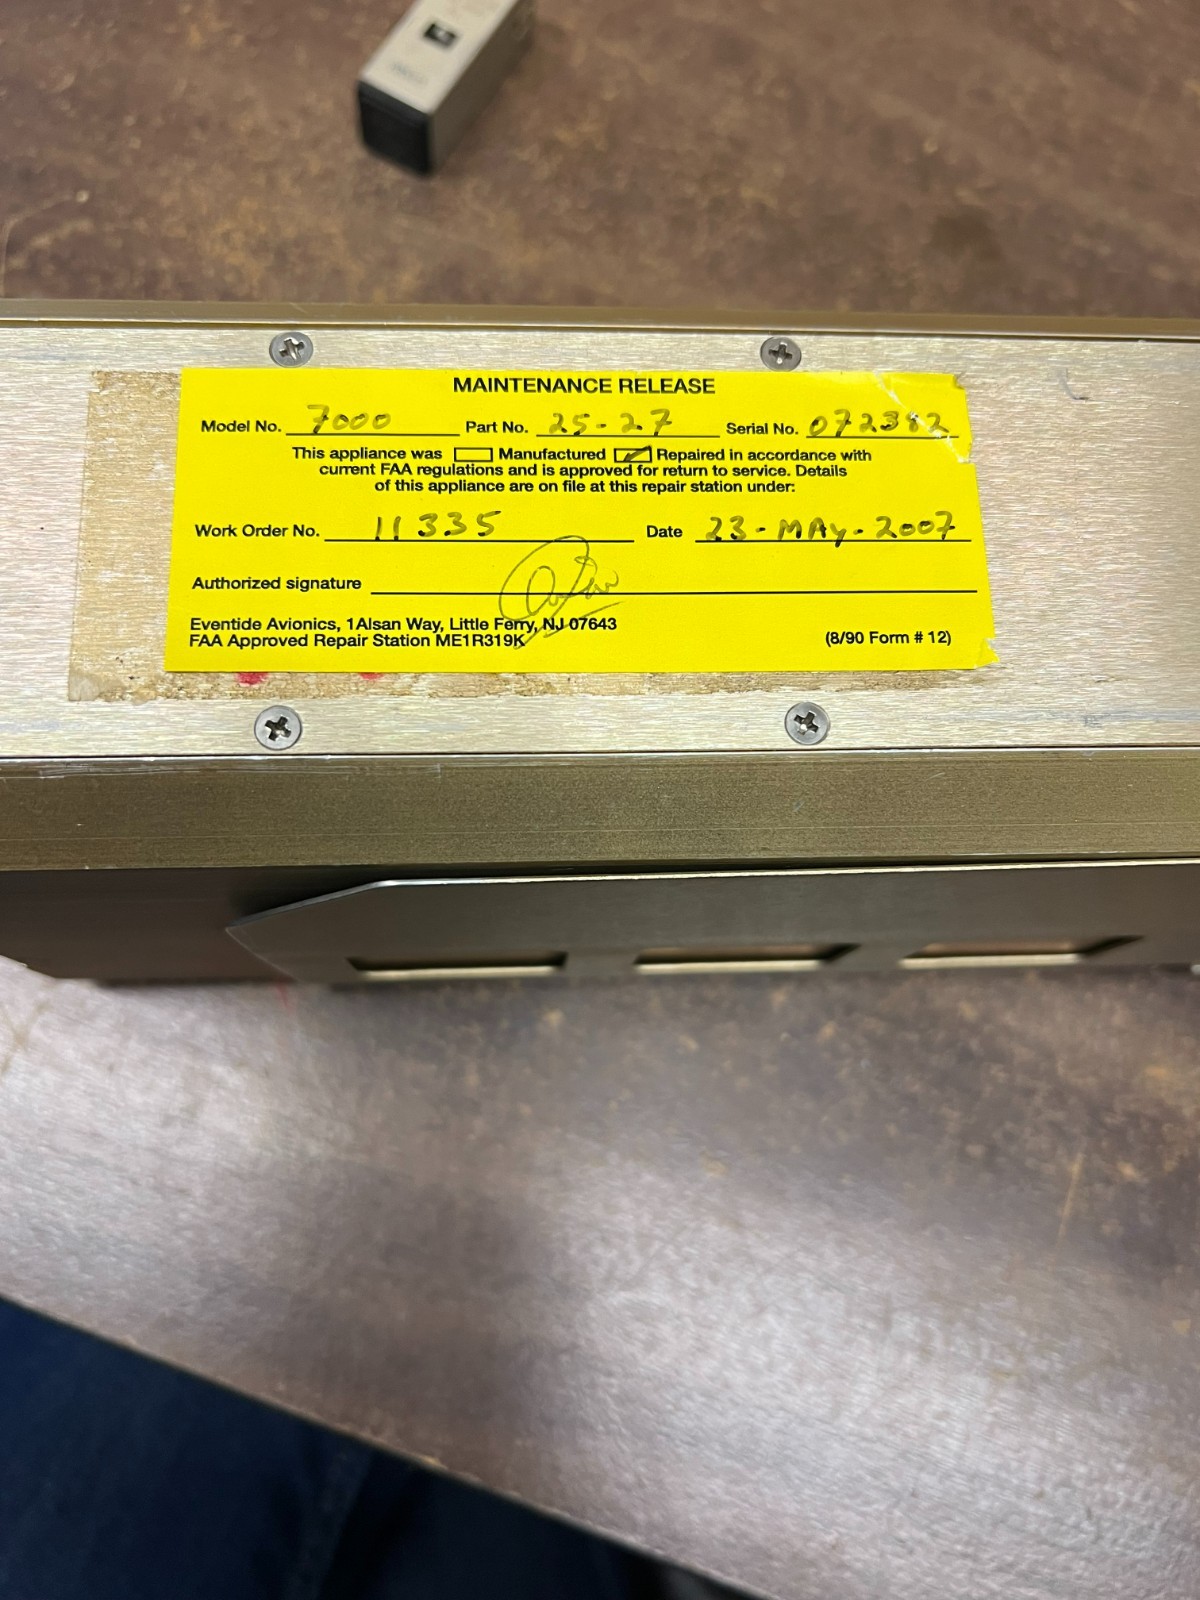 MAINTENANCE RELEASE
Model No. 7000 Part No. 25-27 Serial No. 072382
This appliance was Manufactured Repaired in accordance with
current FAA regulations and is approved for return to service. Details
of this appliance are on file at this repair station under:
Work Order No. 11335 Date 23-MAY-2007
Authorized signature
Eventide Avionics, 1Alsan Way, Little Ferry, NJ 07643
FAA Approved Repair Station ME1R319K (8/90 Form # 12)